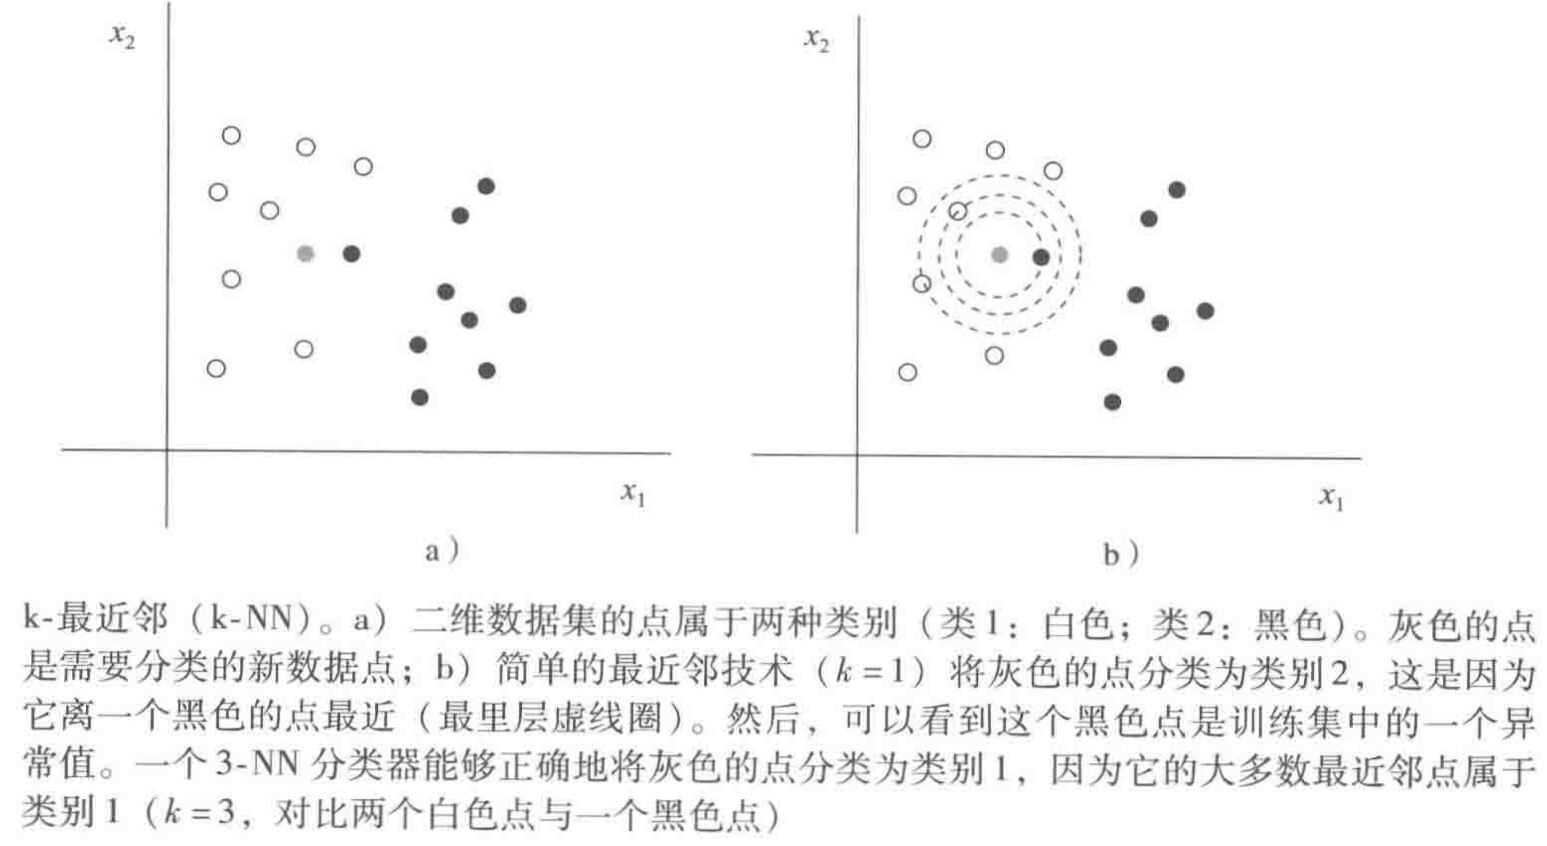 x2
x2
x1
x1
a）
b）
k-最近邻（k-NN）。a）二维数据集的点属于两种类别（类1：白色；类2：黑色）。灰色的点
是需要分类的新数据点；b）简单的最近邻技术（k=1）将灰色的点分类为类别2，这是因为
它离一个黑色的点最近（最里层虚线圈）。然后，可以看到这个黑色点是训练集中的一个异
常值。一个3-NN分类器能够正确地将灰色的点分类为类别1，因为它的大多数最近邻点属于
类别1（k=3，对比两个白色点与一个黑色点）